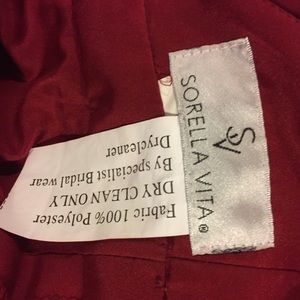 SV
SORELLA VITA®
Fabric 100% Polyester
DRY CLEAN ONLY
By specialist Bridal wear
Drycleaner